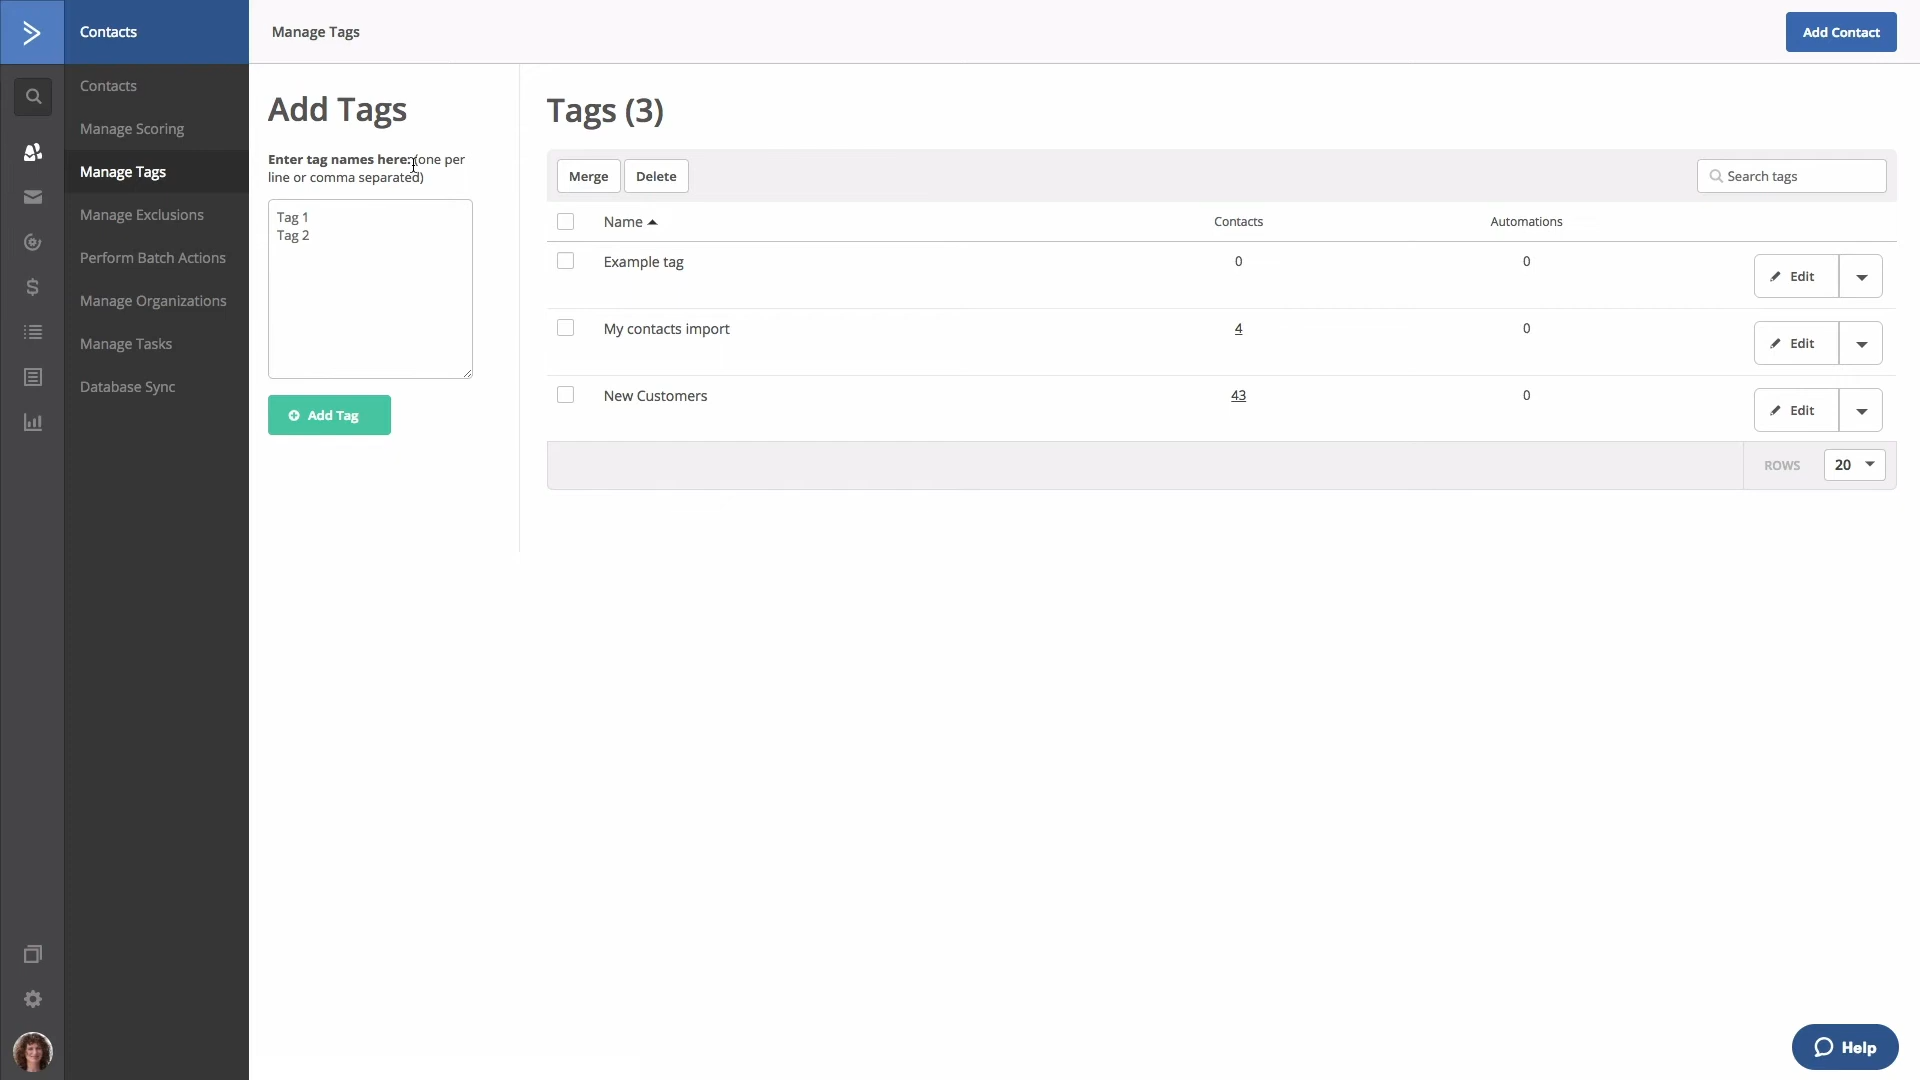 Contacts
Manage Tags
Add Contact
Contacts
Manage Scoring
Manage Tags
Manage Exclusions
Perform Batch Actions
Manage Organizations
Manage Tasks
Database Sync
Add Tags
Enter tag names here: (one per
line or comma separated)
Tag 1
Tag 2
Add Tag
Tags (3)
Merge Delete Search tags
Name Contacts Automations
Example tag 0 0 Edit
My contacts import 4 0 Edit
New Customers 43 0 Edit
ROWS 20
Help